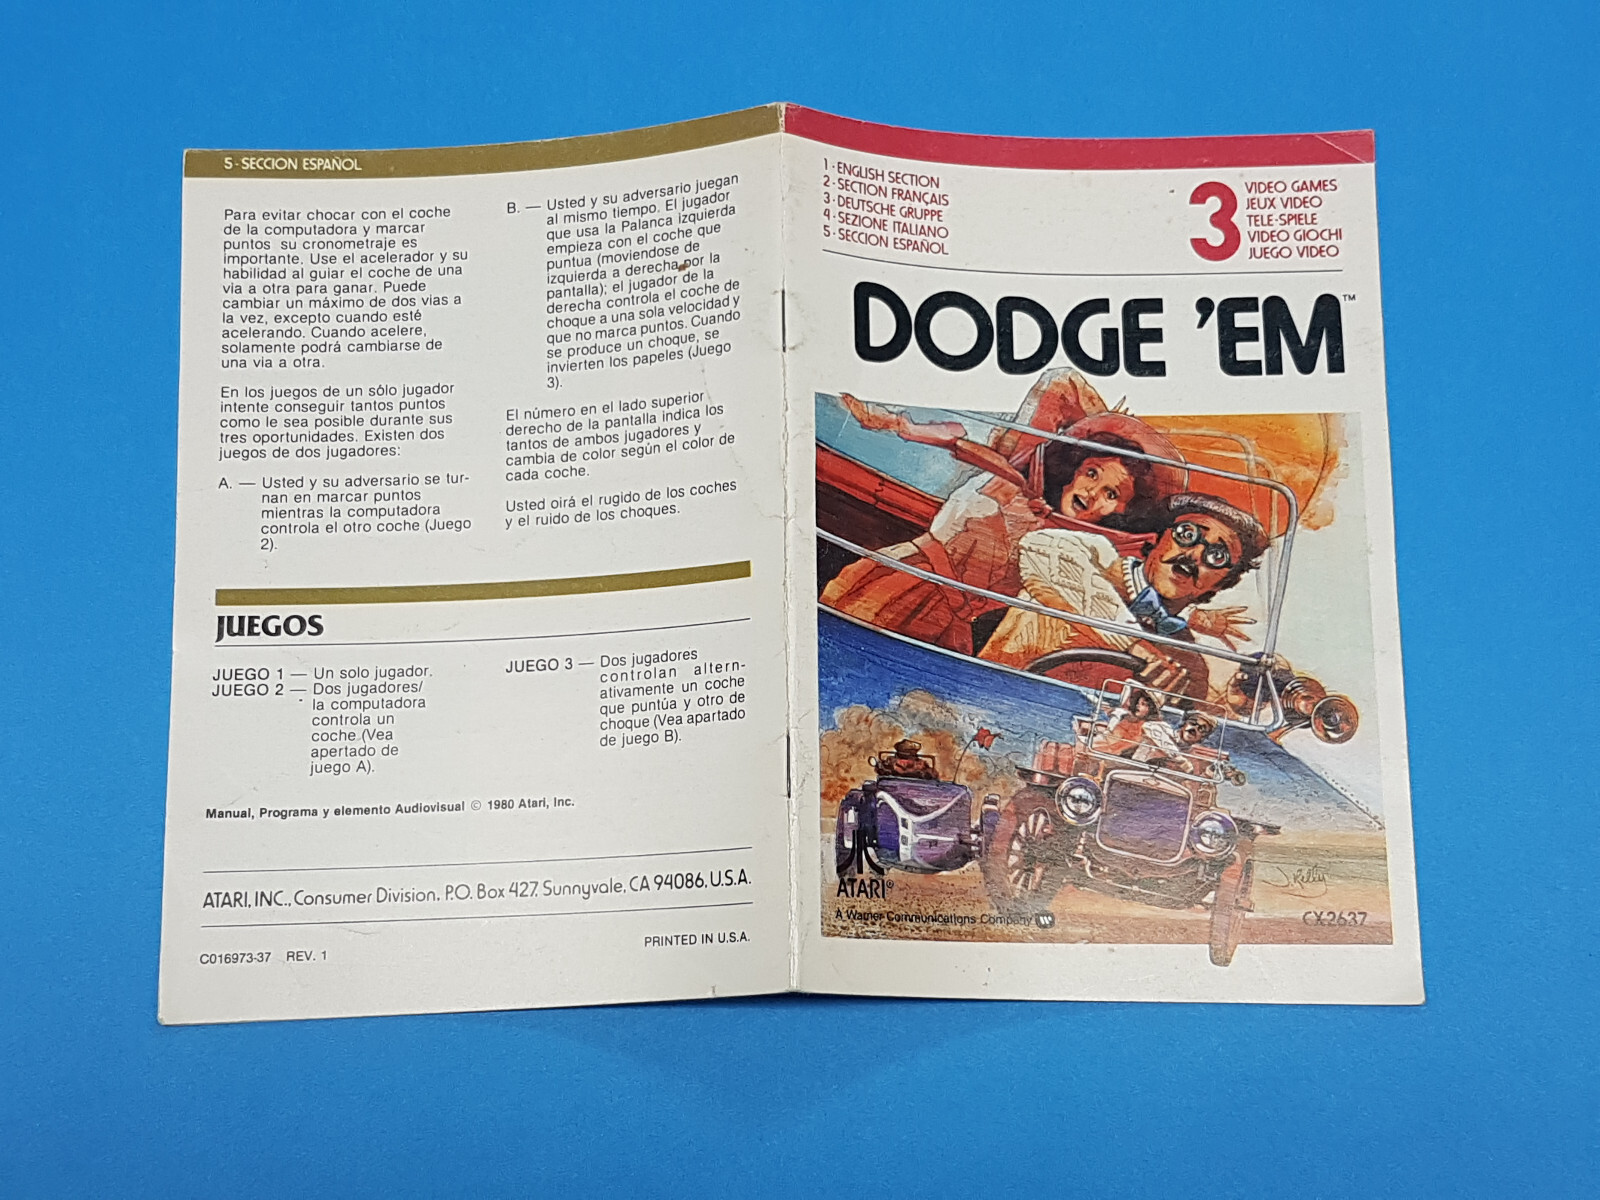 5 · SECCION ESPAÑOL
Para evitar chocar con el coche
de la computadora y marcar
puntos su cronometraje es
importante. Use el acelerador y su
habilidad al guiar el coche de una
via a otra para ganar. Puede
cambiar un máximo de dos vias a
la vez, excepto cuando esté
acelerando. Cuando acelere,
solamente podrá cambiarse de
una via a otra.
En los juegos de un sólo jugador
intente conseguir tantos puntos
como le sea posible durante sus
tres oportunidades. Existen dos
juegos de dos jugadores:
A. — Usted y su adversario se tur-
nan en marcar puntos
mientras la computadora
controla el otro coche (Juego
2).
B. — Usted y su adversario juegan
al mismo tiempo. El jugador
que usa la Palanca izquierda
empieza con el coche que
puntua (moviendose de
izquierda a derecha por la
pantalla); el jugador de la
derecha controla el coche de
choque a una sola velocidad y
que no marca puntos. Cuando
se produce un choque, se
invierten los papeles (Juego
3).
El número en el lado superior
derecho de la pantalla indica los
tantos de ambos jugadores y
cambia de color según el color de
cada coche.
Usted oirá el rugido de los coches
y el ruido de los choques.
JUEGOS
JUEGO 1 — Un solo jugador.
JUEGO 2 — Dos jugadores/
la computadora
controla un
coche (Vea
apertado de
juego A).
JUEGO 3 — Dos jugadores
controlan altern-
ativamente un coche
que puntúa y otro de
choque (Vea apartado
de juego B).
Manual, Programa y elemento Audiovisual © 1980 Atari, Inc.
ATARI, INC., Consumer Division, P.O. Box 427, Sunnyvale, CA 94086, U.S.A.
C016973-37 REV. 1
PRINTED IN U.S.A.
1 · ENGLISH SECTION
2 · SECTION FRANÇAIS
3 · DEUTSCHE GRUPPE
4 · SEZIONE ITALIANO
5 · SECCION ESPAÑOL
3
VIDEO GAMES
JEUX VIDEO
TELE-SPIELE
VIDEO GIOCHI
JUEGO VIDEO
DODGE 'EM™
J. Kelly
ATARI®
A Warner Communications Company
CX-2637